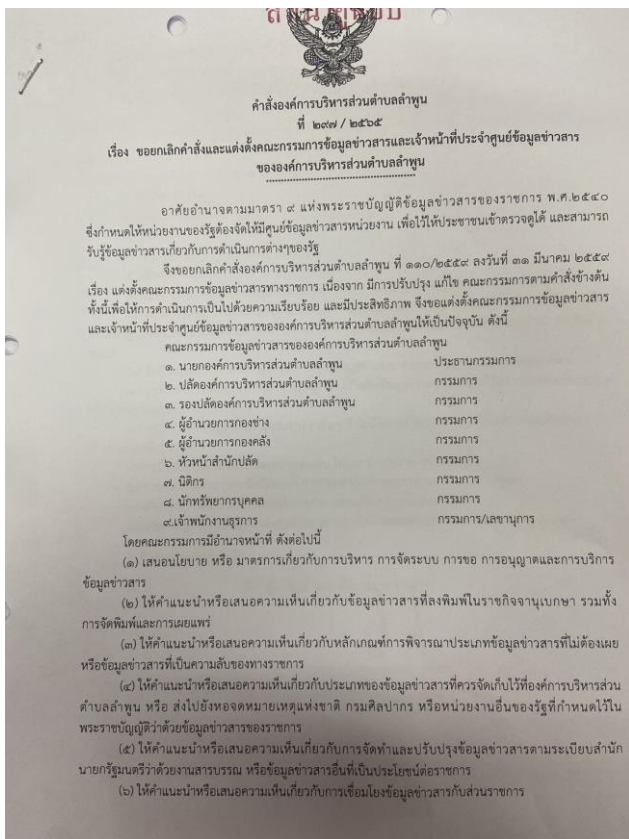 สำเนาคู่ฉบับ
คำสั่งองค์การบริหารส่วนตำบลลำพูน
ที่ ๒๙๗ / ๒๕๖๕
เรื่อง ขอยกเลิกคำสั่งและแต่งตั้งคณะกรรมการข้อมูลข่าวสารและเจ้าหน้าที่ประจำศูนย์ข้อมูลข่าวสาร
ขององค์การบริหารส่วนตำบลลำพูน
อาศัยอำนาจตามมาตรา ๙ แห่งพระราชบัญญัติข้อมูลข่าวสารของราชการ พ.ศ.๒๕๔๐
ซึ่งกำหนดให้หน่วยงานของรัฐต้องจัดให้มีศูนย์ข้อมูลข่าวสารหน่วยงาน เพื่อไว้ให้ประชาชนเข้าตรวจดูได้ และสามารถ
รับรู้ข้อมูลข่าวสารเกี่ยวกับการดำเนินการต่างๆของรัฐ
จึงขอยกเลิกคำสั่งองค์การบริหารส่วนตำบลลำพูน ที่ ๑๑๐/๒๕๕๙ ลงวันที่ ๓๑ มีนาคม ๒๕๕๙
เรื่อง แต่งตั้งคณะกรรมการข้อมูลข่าวสารทางราชการ เนื่องจาก มีการปรับปรุง แก้ไข คณะกรรมการตามคำสั่งข้างต้น
ทั้งนี้เพื่อให้การดำเนินการเป็นไปด้วยความเรียบร้อย และมีประสิทธิภาพ จึงขอแต่งตั้งคณะกรรมการข้อมูลข่าวสาร
และเจ้าหน้าที่ประจำศูนย์ข้อมูลข่าวสารขององค์การบริหารส่วนตำบลลำพูนให้เป็นปัจจุบัน ดังนี้
คณะกรรมการข้อมูลข่าวสารขององค์การบริหารส่วนตำบลลำพูน
๑. นายกองค์การบริหารส่วนตำบลลำพูน ประธานกรรมการ
๒. ปลัดองค์การบริหารส่วนตำบลลำพูน กรรมการ
๓. รองปลัดองค์การบริหารส่วนตำบลลำพูน กรรมการ
๔. ผู้อำนวยการกองช่าง กรรมการ
๕. ผู้อำนวยการกองคลัง กรรมการ
๖. หัวหน้าสำนักปลัด กรรมการ
๗. นิติกร กรรมการ
๘. นักทรัพยากรบุคคล กรรมการ
๙.เจ้าพนักงานธุรการ กรรมการ/เลขานุการ
โดยคณะกรรมการมีอำนาจหน้าที่ ดังต่อไปนี้
(๑) เสนอนโยบาย หรือ มาตรการเกี่ยวกับการบริหาร การจัดระบบ การขอ การอนุญาตและการบริการ
ข้อมูลข่าวสาร
(๒) ให้คำแนะนำหรือเสนอความเห็นเกี่ยวกับข้อมูลข่าวสารที่ลงพิมพ์ในราชกิจจานุเบกษา รวมทั้ง
การจัดพิมพ์และการเผยแพร่
(๓) ให้คำแนะนำหรือเสนอความเห็นเกี่ยวกับหลักเกณฑ์การพิจารณาประเภทข้อมูลข่าวสารที่ไม่ต้องเผย
หรือข้อมูลข่าวสารที่เป็นความลับของทางราชการ
(๔) ให้คำแนะนำหรือเสนอความเห็นเกี่ยวกับประเภทของข้อมูลข่าวสารที่ควรจัดเก็บไว้ที่องค์การบริหารส่วน
ตำบลลำพูน หรือ ส่งไปยังหอจดหมายเหตุแห่งชาติ กรมศิลปากร หรือหน่วยงานอื่นของรัฐที่กำหนดไว้ใน
พระราชบัญญัติว่าด้วยข้อมูลข่าวสารของราชการ
(๕) ให้คำแนะนำหรือเสนอความเห็นเกี่ยวกับการจัดทำและปรับปรุงข้อมูลข่าวสารตามระเบียบสำนัก
นายกรัฐมนตรีว่าด้วยงานสารบรรณ หรือข้อมูลข่าวสารอื่นที่เป็นประโยชน์ต่อราชการ
(๖) ให้คำแนะนำหรือเสนอความเห็นเกี่ยวกับการเชื่อมโยงข้อมูลข่าวสารกับส่วนราชการ